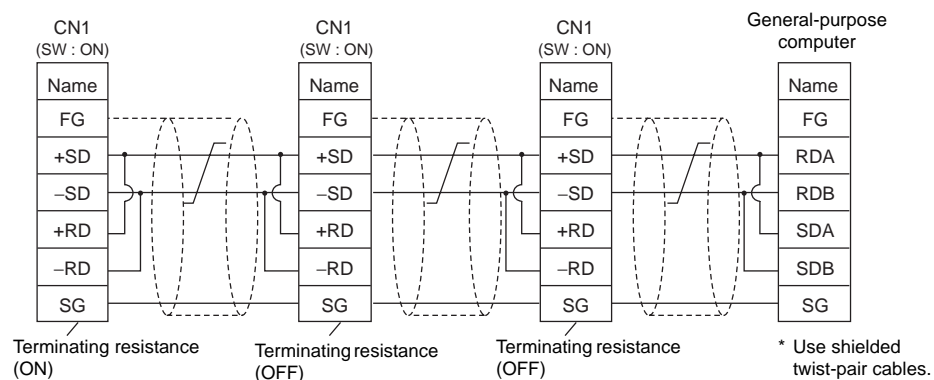 CN1
(SW : ON)
Name
FG
+SD
−SD
+RD
−RD
SG
Terminating resistance
(ON)
CN1
(SW : ON)
Name
FG
+SD
−SD
+RD
−RD
SG
Terminating resistance
(OFF)
CN1
(SW : ON)
Name
FG
+SD
−SD
+RD
−RD
SG
Terminating resistance
(OFF)
General-purpose
computer
Name
FG
RDA
RDB
SDA
SDB
SG
* Use shielded
twist-pair cables.